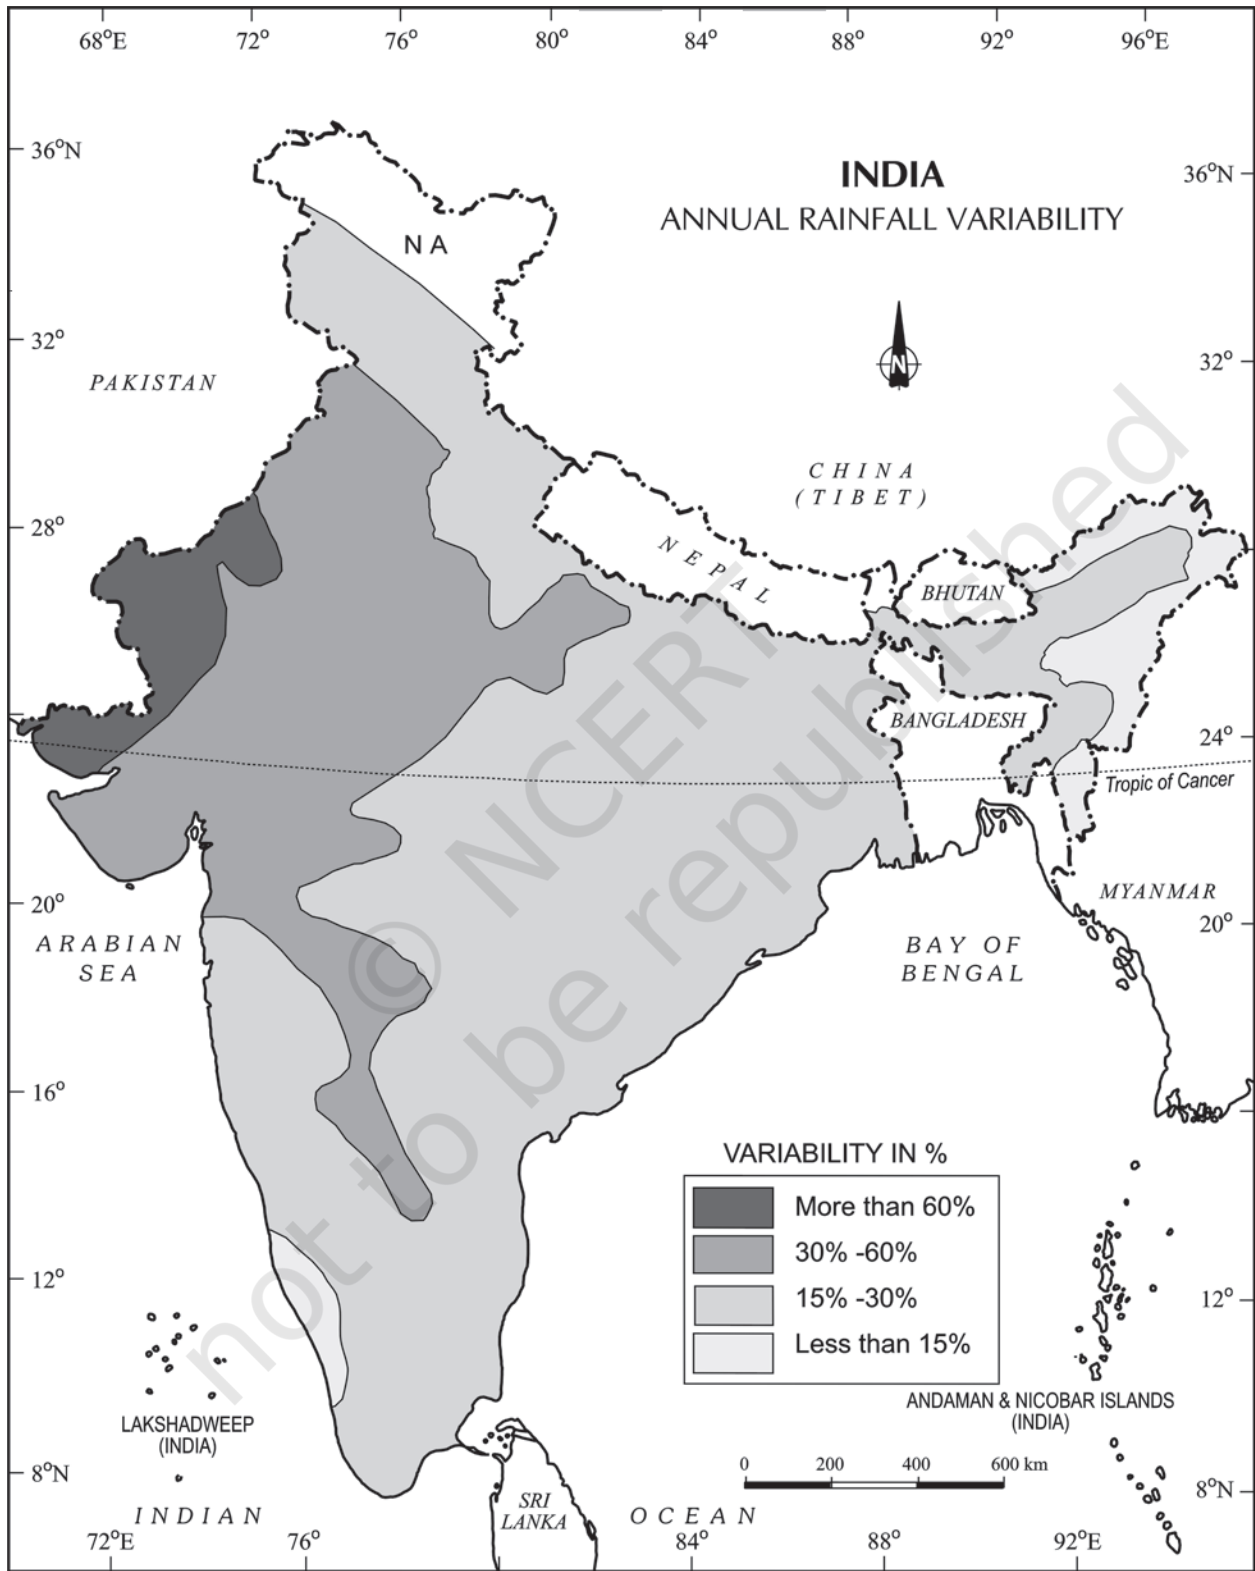 68°E 72° 76° 80° 84° 88° 92° 96°E
36°N
INDIA
36°N
ANNUAL RAINFALL VARIABILITY
NA
N
32°
32°
PAKISTAN
CHINA
(TIBET)
28°
NEPAL
BHUTAN
BANGLADESH
24°
Tropic of Cancer
20°
MYANMAR
20°
ARABIAN
SEA
BAY OF
BENGAL
16°
VARIABILITY IN %
More than 60%
30% -60%
15% -30%
Less than 15%
12°
12°
ANDAMAN & NICOBAR ISLANDS
(INDIA)
LAKSHADWEEP
(INDIA)
0 200 400 600 km
8°N
8°N
SRI
LANKA
INDIAN OCEAN
72°E 76° 84° 88° 92°E
© NCERT
not to be republished